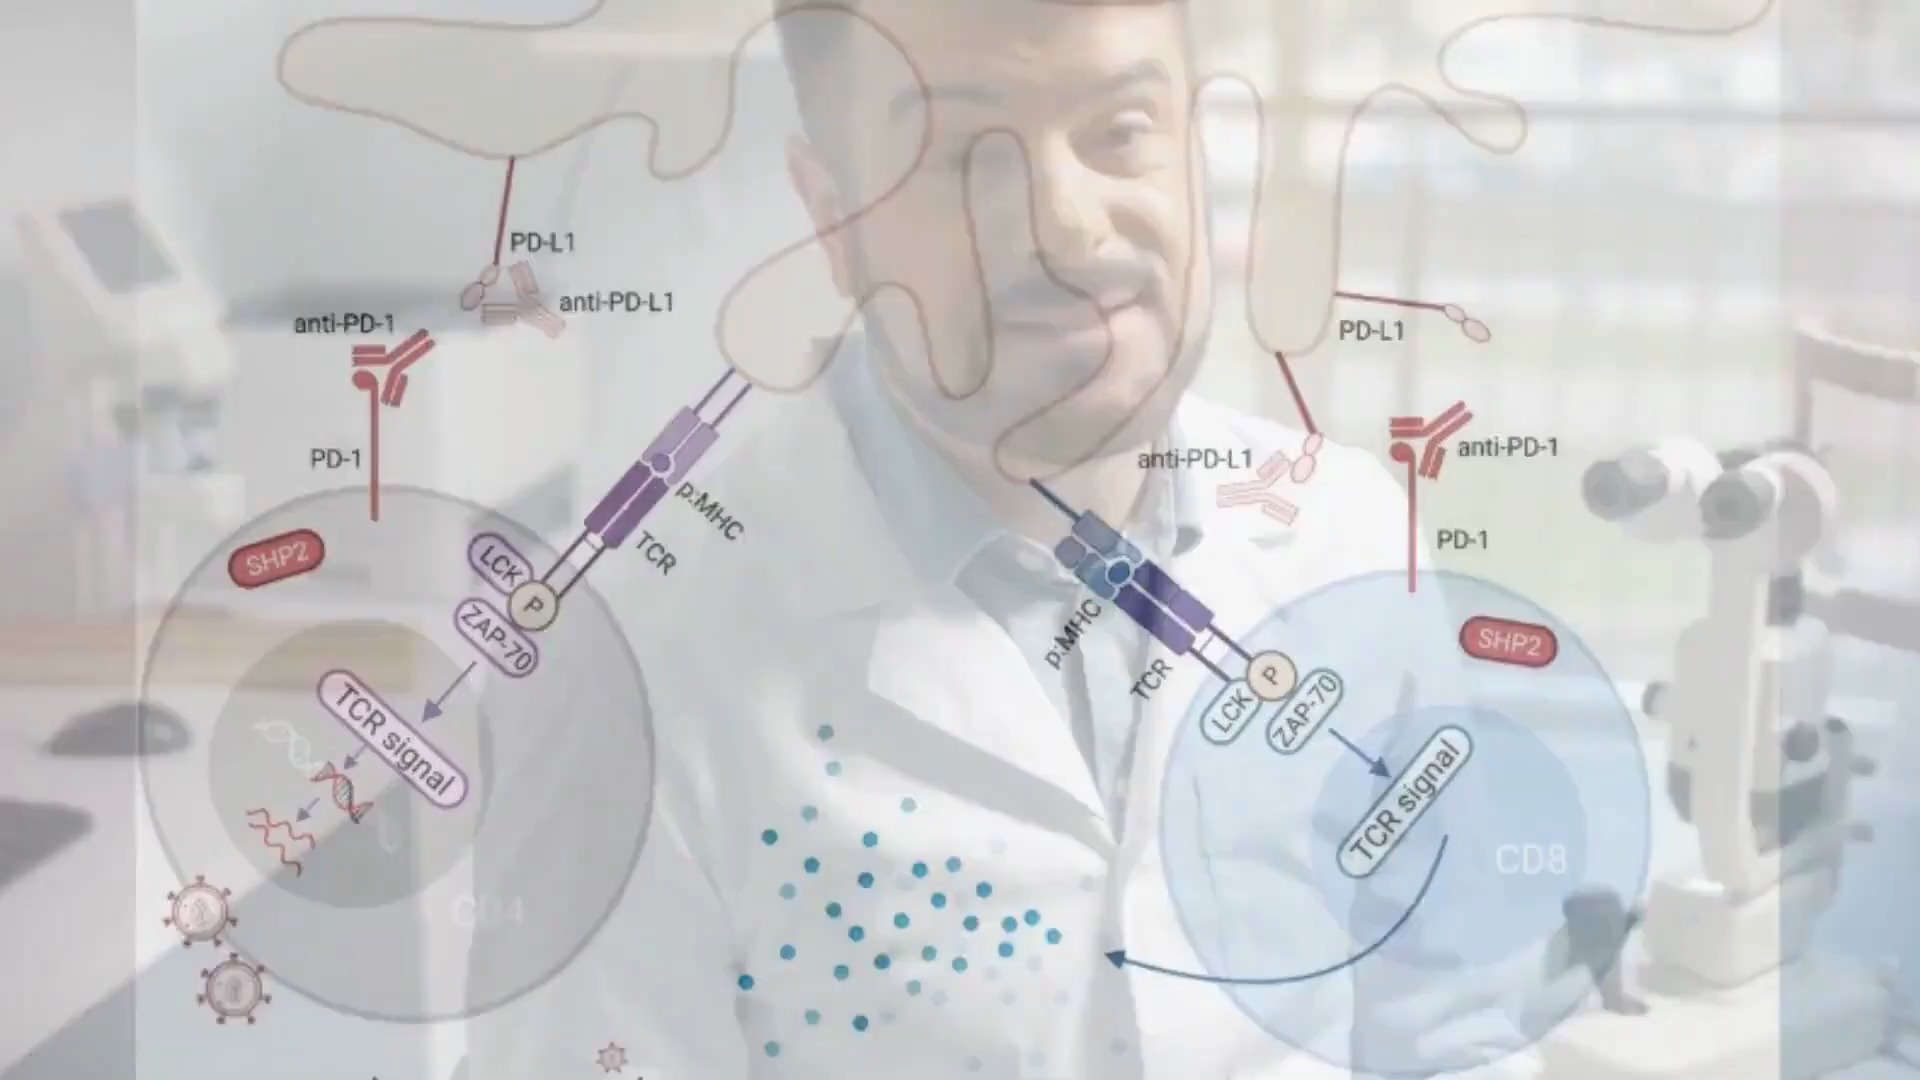 PD-L1
anti-PD-L1
anti-PD-1
PD-1
SHP2
LCK
P
ZAP-70
TCR signal
p:MHC
TCR
CD4
PD-L1
anti-PD-L1
anti-PD-1
PD-1
SHP2
p:MHC
TCR
LCK
P
ZAP-70
TCR signal
CD8